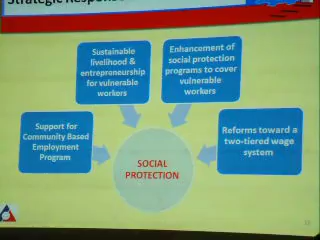 Strategic Respons
Sustainable
livelihood &
entrepreneurship
for vulnerable
workers
Enhancement of
social protection
programs to cover
vulnerable
workers
Support for
Community Based
Employment
Program
Reforms toward a
two-tiered wage
system
SOCIAL
PROTECTION